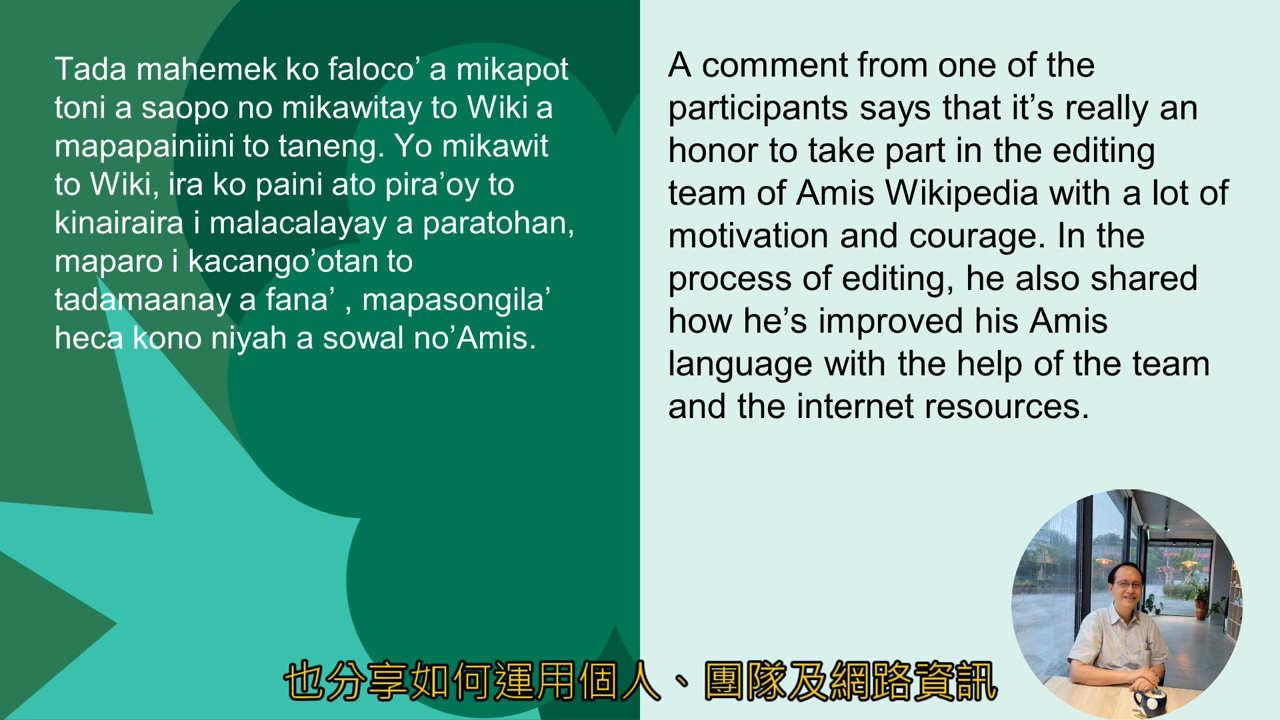 Tada mahemek ko faloco’ a mikapot
toni a saopo no mikawitay to Wiki a
mapapainiini to taneng. Yo mikawit
to Wiki, ira ko paini ato pira’oy to
kinairaira i malacalayay a paratohan,
maparo i kacango’otan to
tadamaanay a fana’ , mapasongila’
heca kono niyah a sowal no’Amis.
A comment from one of the
participants says that it’s really an
honor to take part in the editing
team of Amis Wikipedia with a lot of
motivation and courage. In the
process of editing, he also shared
how he’s improved his Amis
language with the help of the team
and the internet resources.
也分享如何運用個人、團隊及網路資訊